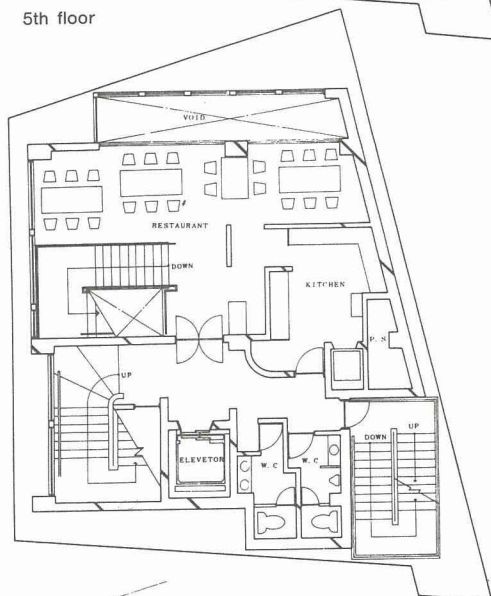 5th floor
VOID
RESTAURANT
DOWN
KITCHEN
P.S
UP
ELEVETOR
W.C
W.C
DOWN
UP